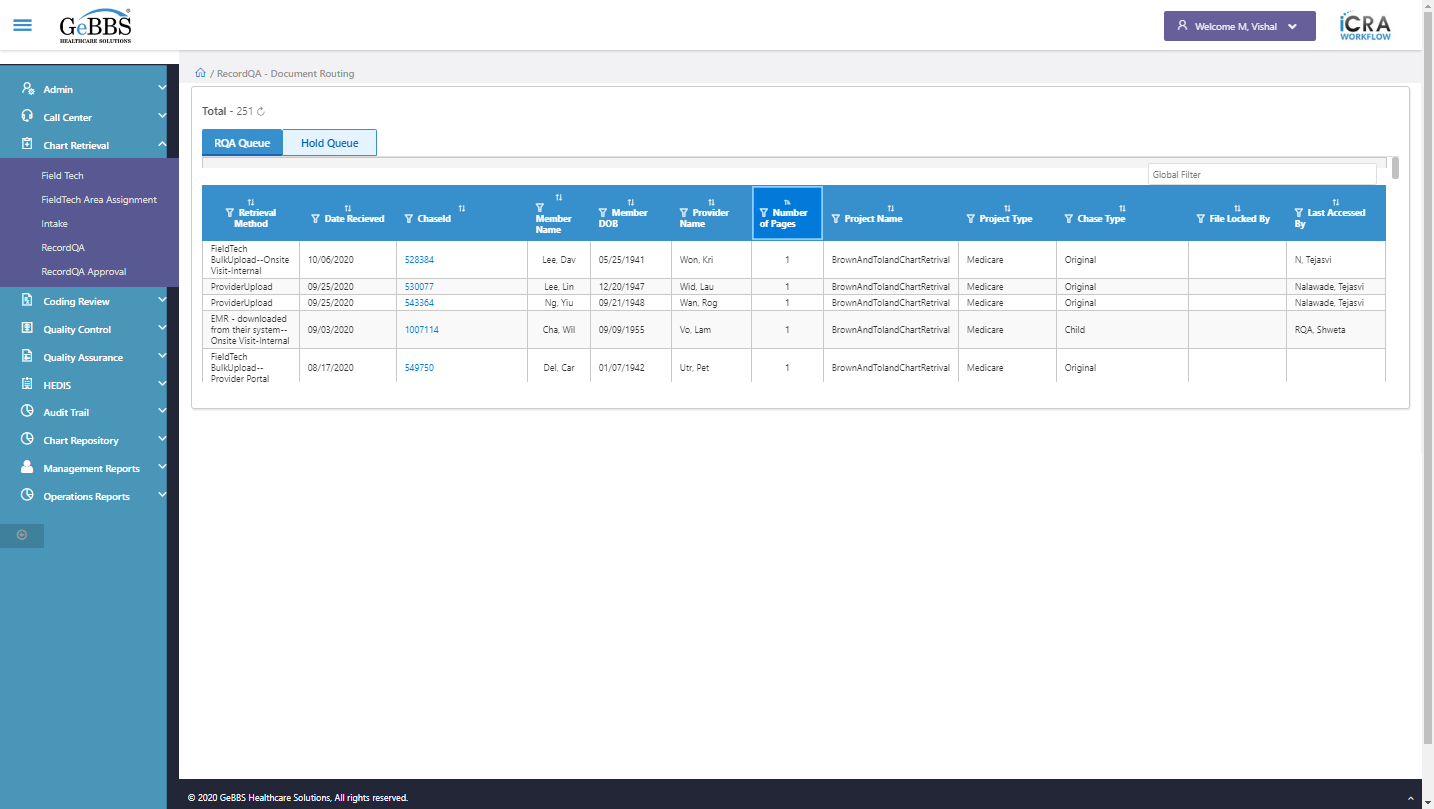 GeBBS
HEALTHCARE SOLUTIONS
Welcome M, Vishal
iCRA
WORKFLOW
/ RecordQA - Document Routing
Admin
Call Center
Chart Retrieval
Field Tech
FieldTech Area Assignment
Intake
RecordQA
RecordQA Approval
Coding Review
Quality Control
Quality Assurance
HEDIS
Audit Trail
Chart Repository
Management Reports
Operations Reports
Total - 251
RQA Queue
Hold Queue
Global Filter
Retrieval
Method
Date Recieved
ChaseId
Member
Name
Member
DOB
Provider
Name
Number
of Pages
Project Name
Project Type
Chase Type
File Locked By
Last Accessed
By
FieldTech
BulkUpload--Onsite
Visit-Internal
10/06/2020
528384
Lee, Dav
05/25/1941
Won, Kri
1
BrownAndTolandChartRetrival
Medicare
Original
N, Tejasvi
ProviderUpload
09/25/2020
530077
Lee, Lin
12/20/1947
Wid, Lau
1
BrownAndTolandChartRetrival
Medicare
Original
Nalawade, Tejasvi
ProviderUpload
09/25/2020
543364
Ng, Yiu
09/21/1948
Wan, Rog
1
BrownAndTolandChartRetrival
Medicare
Original
Nalawade, Tejasvi
EMR - downloaded
from their system--
Onsite Visit-Internal
09/03/2020
1007114
Cha, Wil
09/09/1955
Vo, Lam
1
BrownAndTolandChartRetrival
Medicare
Child
RQA, Shweta
FieldTech
BulkUpload--
Provider Portal
08/17/2020
549750
Del, Car
01/07/1942
Utr, Pet
1
BrownAndTolandChartRetrival
Medicare
Original
© 2020 GeBBS Healthcare Solutions, All rights reserved.